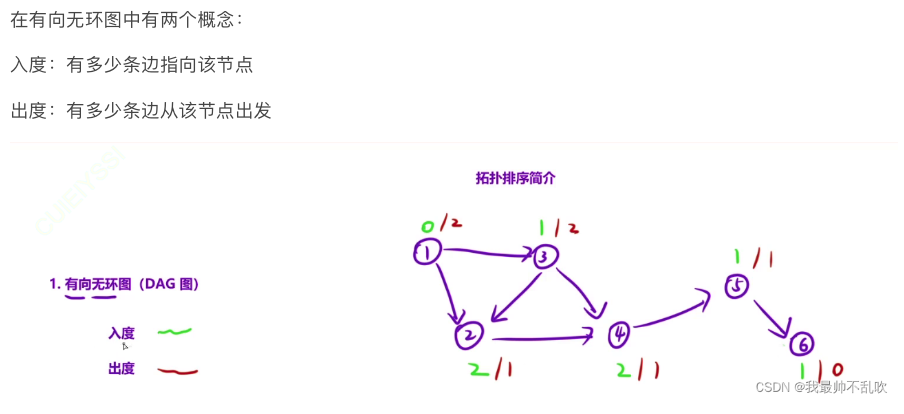 在有向无环图中有两个概念：
入度：有多少条边指向该节点
出度：有多少条边从该节点出发
拓扑排序简介
0/2
1/2
1
3
1/1
1. 有向无环图（DAG 图）
5
入度
2
4
6
出度
2/1
2/1
1/0
CSDN @我最帅不乱吹